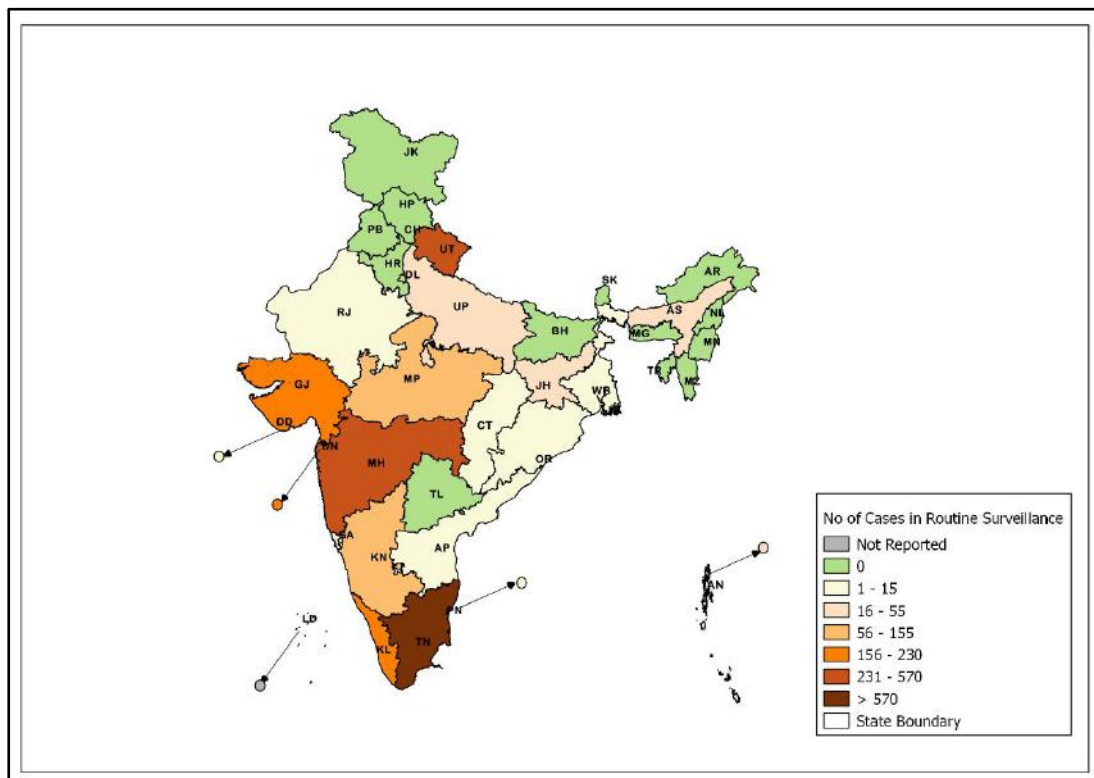 JK
HP
PB
CH
UT
HR
DL
AR
SK
RJ
UP
AS
NL
BH
MG
MN
MP
JH
TR
MZ
GJ
WB
CT
DD
DN
MH
OR
TL
GA
AP
KN
AN
PN
LD
TN
KL
No of Cases in Routine Surveillance
Not Reported
0
1 - 15
16 - 55
56 - 155
156 - 230
231 - 570
> 570
State Boundary